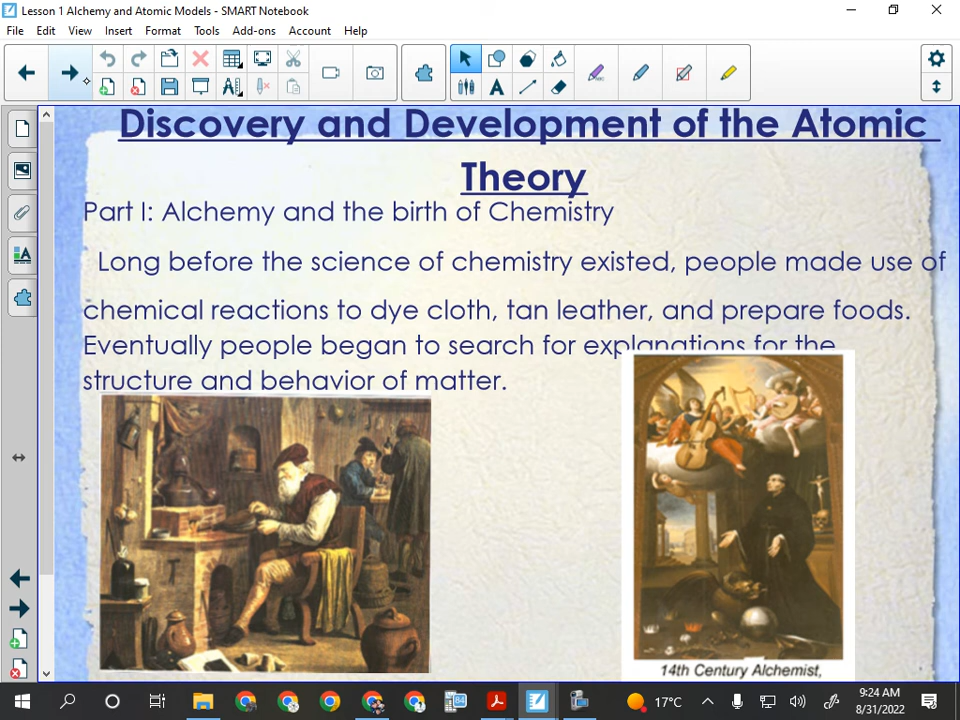 Lesson 1 Alchemy and Atomic Models - SMART Notebook
File Edit View Insert Format Tools Add-ons Account Help
Discovery and Development of the Atomic
Theory
Part I: Alchemy and the birth of Chemistry
Long before the science of chemistry existed, people made use of
chemical reactions to dye cloth, tan leather, and prepare foods.
Eventually people began to search for explanations for the
structure and behavior of matter.
14th Century Alchemist,
17°C
9:24 AM
8/31/2022